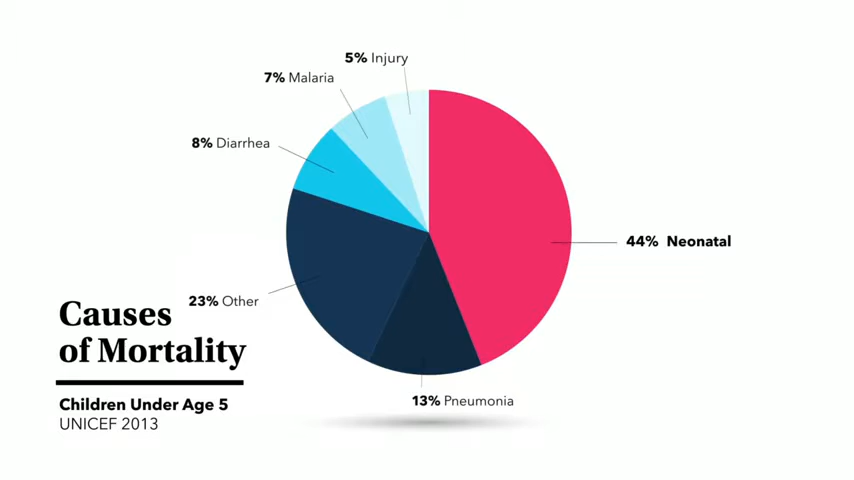 5% Injury
7% Malaria
8% Diarrhea
44% Neonatal
23% Other
Causes
of Mortality
13% Pneumonia
Children Under Age 5
UNICEF 2013